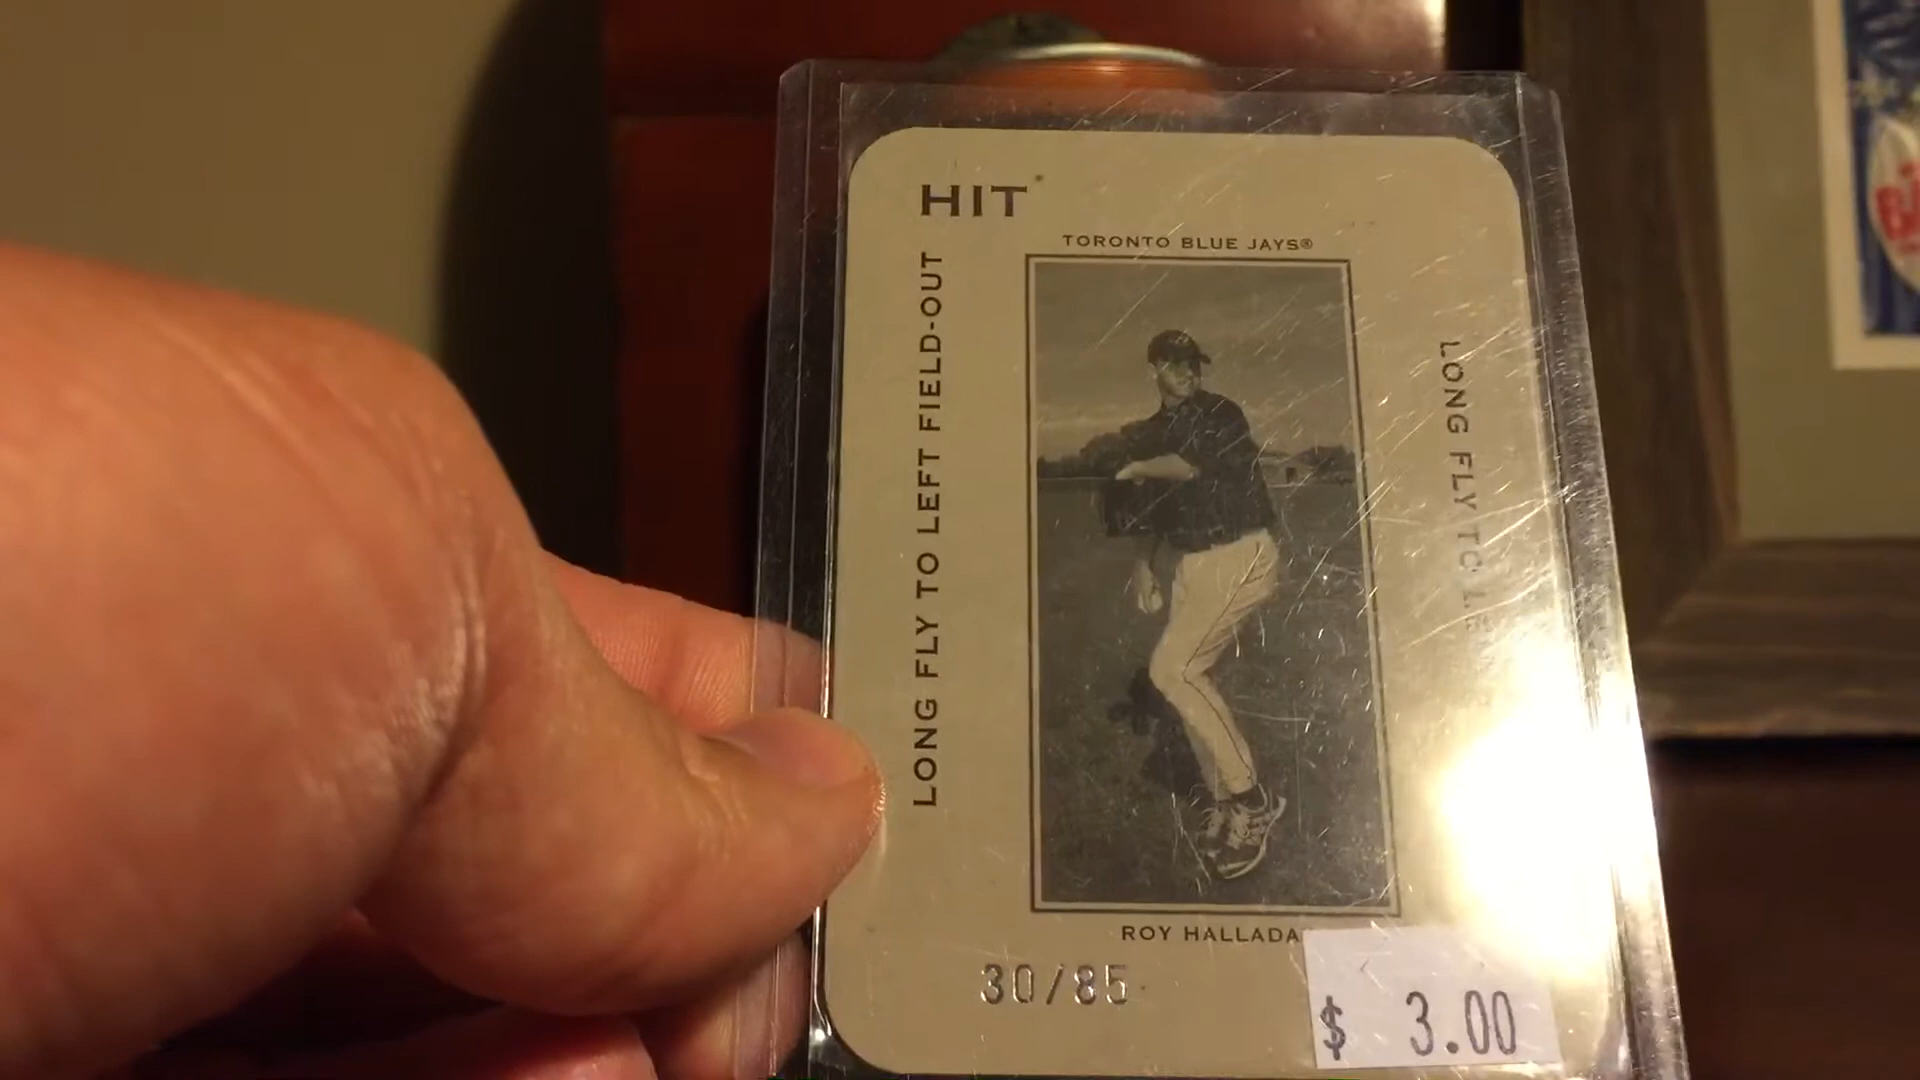 HIT
TORONTO BLUE JAYS®
LONG FLY TO LEFT FIELD-OUT
LONG FLY TO
ROY HALLADA
30/85
$ 3.00